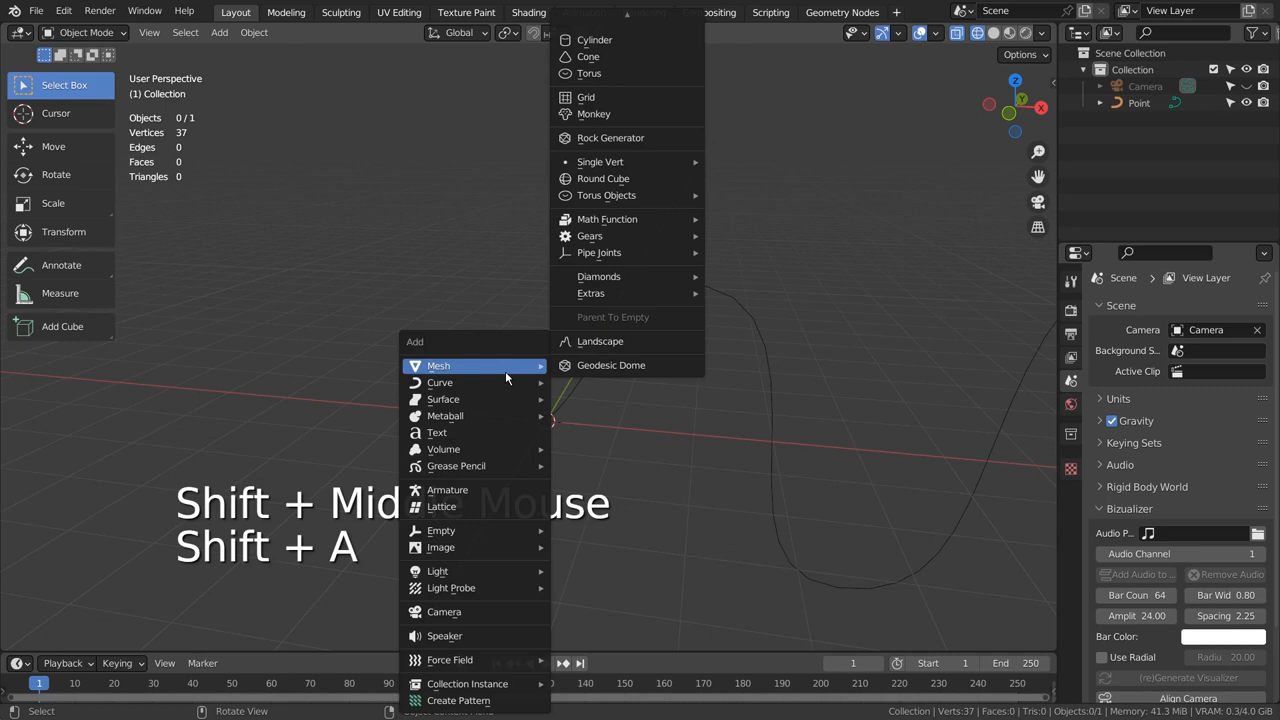 File Edit Render Window Help Layout Modeling Sculpting UV Editing Texture Paint Shading Compositing Scripting Geometry Nodes + Scene View Layer
Object Mode View Select Add Object Global
Options
Select Box
Cursor
Move
Rotate
Scale
Transform
Annotate
Measure
Add Cube
User Perspective
(1) Collection
Objects 0/1
Vertices 37
Edges 0
Faces 0
Triangles 0
Cylinder
Cone
Torus
Grid
Monkey
Rock Generator
Single Vert
Round Cube
Torus Objects
Math Function
Gears
Pipe Joints
Diamonds
Extras
Parent To Empty
Landscape
Geodesic Dome
Add
Mesh
Curve
Surface
Metaball
Text
Volume
Grease Pencil
Armature
Lattice
Empty
Image
Light
Light Probe
Camera
Speaker
Force Field
Collection Instance
Create Pattern
Shift + Middle Mouse
Shift + A
Z
Y
X
Scene Collection
Collection
Camera
Point
Scene View Layer
Scene
Camera Camera
Background S...
Active Clip
Units
Gravity
Keying Sets
Audio
Rigid Body World
Bizualizer
Audio P...
Audio Channel 1
Add Audio to ... Remove Audio
Bar Coun 64 Bar Wid 0.80
Amplit 24.00 Spacing 2.25
Bar Color:
Use Radial Radiu 20.00
(re)Generate Visualizer
Align Camera
Playback Keying View Marker 1 Start 1 End 250
1 10 20 30 40 50 60 70 80 90 130 140 150 160 170 180 190 200 210 220 230 240 250
Select Rotate View Object Context Menu Collection | Verts:37 | Faces:0 | Tris:0 | Objects:0/1 | Memory: 41.3 MiB | VRAM: 0.3/4.0 GiB